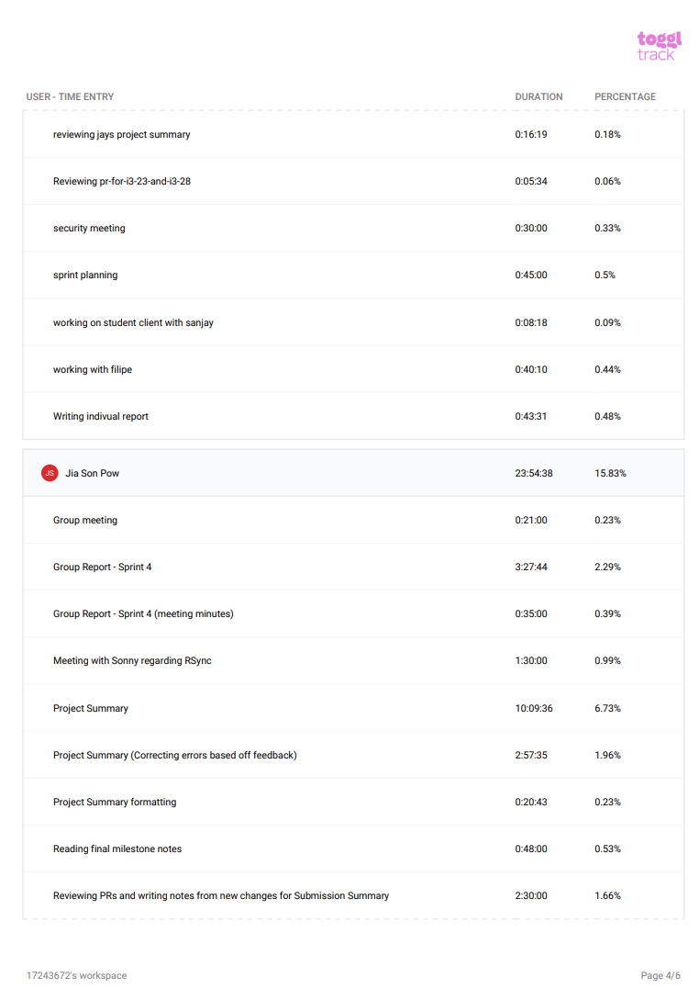 toggl
track
USER - TIME ENTRY DURATION PERCENTAGE
reviewing jays project summary 0:16:19 0.18%
Reviewing pr-for-i3-23-and-i3-28 0:05:34 0.06%
security meeting 0:30:00 0.33%
sprint planning 0:45:00 0.5%
working on student client with sanjay 0:08:18 0.09%
working with filipe 0:40:10 0.44%
Writing indivual report 0:43:31 0.48%
JS Jia Son Pow 23:54:38 15.83%
Group meeting 0:21:00 0.23%
Group Report - Sprint 4 3:27:44 2.29%
Group Report - Sprint 4 (meeting minutes) 0:35:00 0.39%
Meeting with Sonny regarding RSync 1:30:00 0.99%
Project Summary 10:09:36 6.73%
Project Summary (Correcting errors based off feedback) 2:57:35 1.96%
Project Summary formatting 0:20:43 0.23%
Reading final milestone notes 0:48:00 0.53%
Reviewing PRs and writing notes from new changes for Submission Summary 2:30:00 1.66%
17243672's workspace Page 4/6